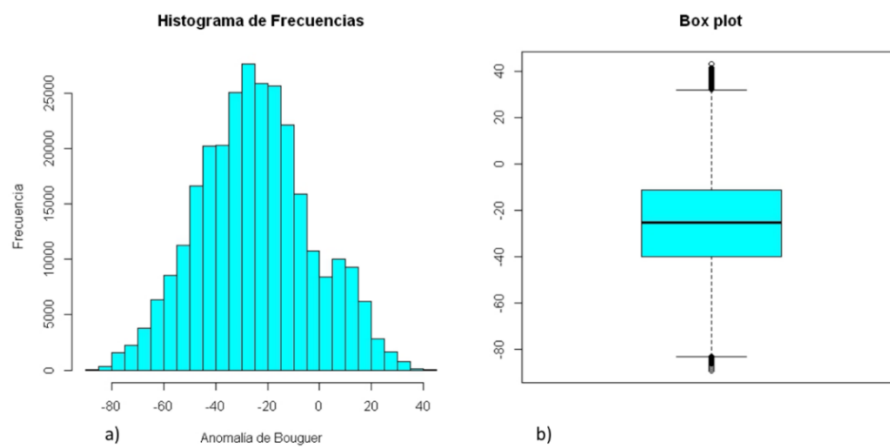 Histograma de Frecuencias
Frecuencia
0 5000 10000 15000 20000 25000
-80 -60 -40 -20 0 20 40
a)
Anomalía de Bouguer
Box plot
40
20
0
-20
-40
-60
-80
b)